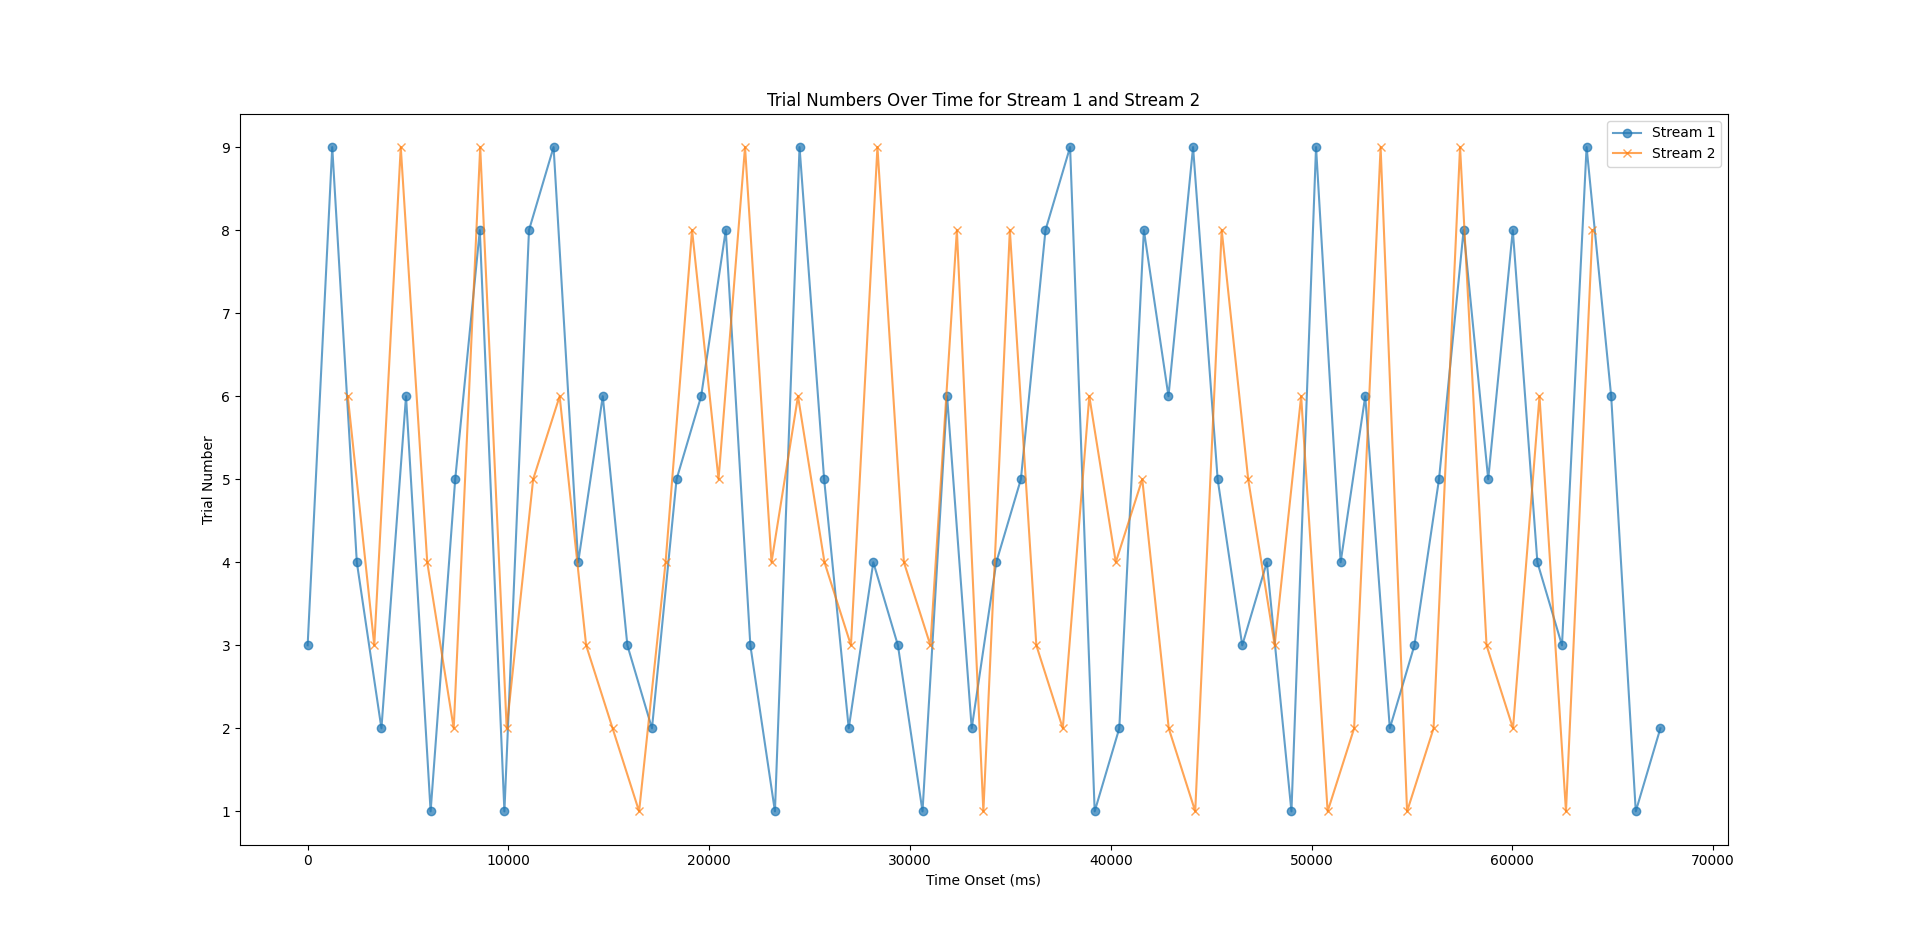 Trial Numbers Over Time for Stream 1 and Stream 2
Stream 1
Stream 2
9
8
7
6
5
4
3
2
1
Trial Number
0 10000 20000 30000 40000 50000 60000 70000
Time Onset (ms)